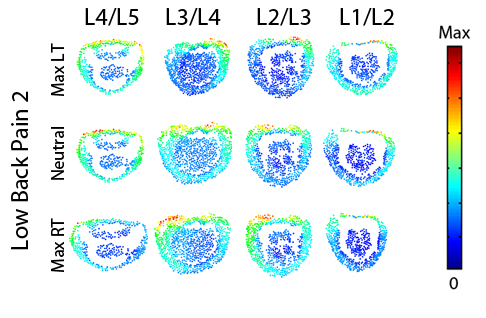 L4/L5 L3/L4 L2/L3 L1/L2
Max
Low Back Pain 2
Max LT
Neutral
Max RT
0